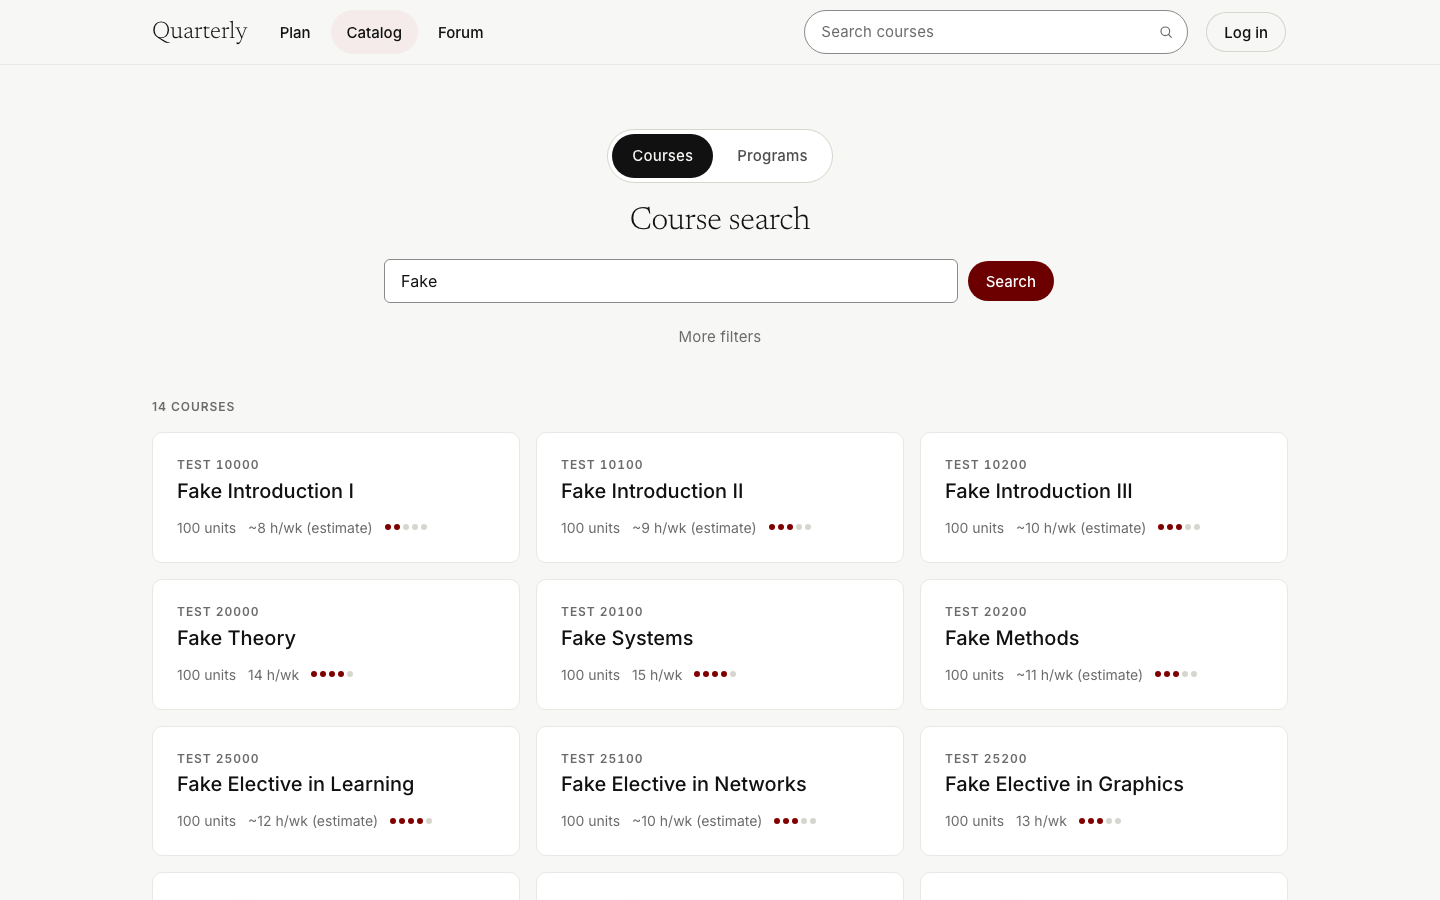 Quarterly Plan Catalog Forum Search courses Log in
Courses Programs
Course search
Fake Search
More filters
14 COURSES
TEST 10000
Fake Introduction I
100 units ~8 h/wk (estimate)
TEST 10100
Fake Introduction II
100 units ~9 h/wk (estimate)
TEST 10200
Fake Introduction III
100 units ~10 h/wk (estimate)
TEST 20000
Fake Theory
100 units 14 h/wk
TEST 20100
Fake Systems
100 units 15 h/wk
TEST 20200
Fake Methods
100 units ~11 h/wk (estimate)
TEST 25000
Fake Elective in Learning
100 units ~12 h/wk (estimate)
TEST 25100
Fake Elective in Networks
100 units ~10 h/wk (estimate)
TEST 25200
Fake Elective in Graphics
100 units 13 h/wk